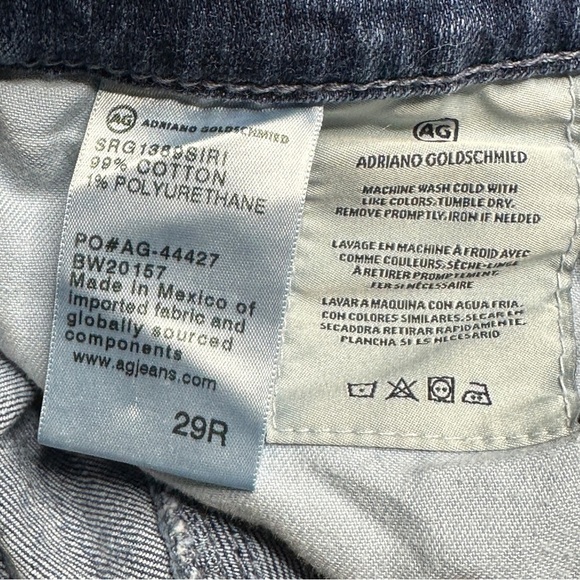 AG ADRIANO GOLDSCHMIED
SRG1389SIRI
99% COTTON
1% POLYURETHANE
PO#AG-44427
BW20157
Made in Mexico of
imported fabric and
globally sourced
components
www.agjeans.com
29R
AG
ADRIANO GOLDSCHMIED
MACHINE WASH COLD WITH
LIKE COLORS. TUMBLE DRY.
REMOVE PROMPTLY. IRON IF NEEDED
LAVAGE EN MACHINE À FROID AVEC
COMME COULEURS. SÈCHE-LINGE
À RETIRER PROMPTEMENT
FER SI NÉCESSAIRE
LAVAR A MAQUINA CON AGUA FRIA.
CON COLORES SIMILARES. SECAR EN
SECADORA RETIRAR RAPIDAMENTE.
PLANCHA SI ES NECESARIO